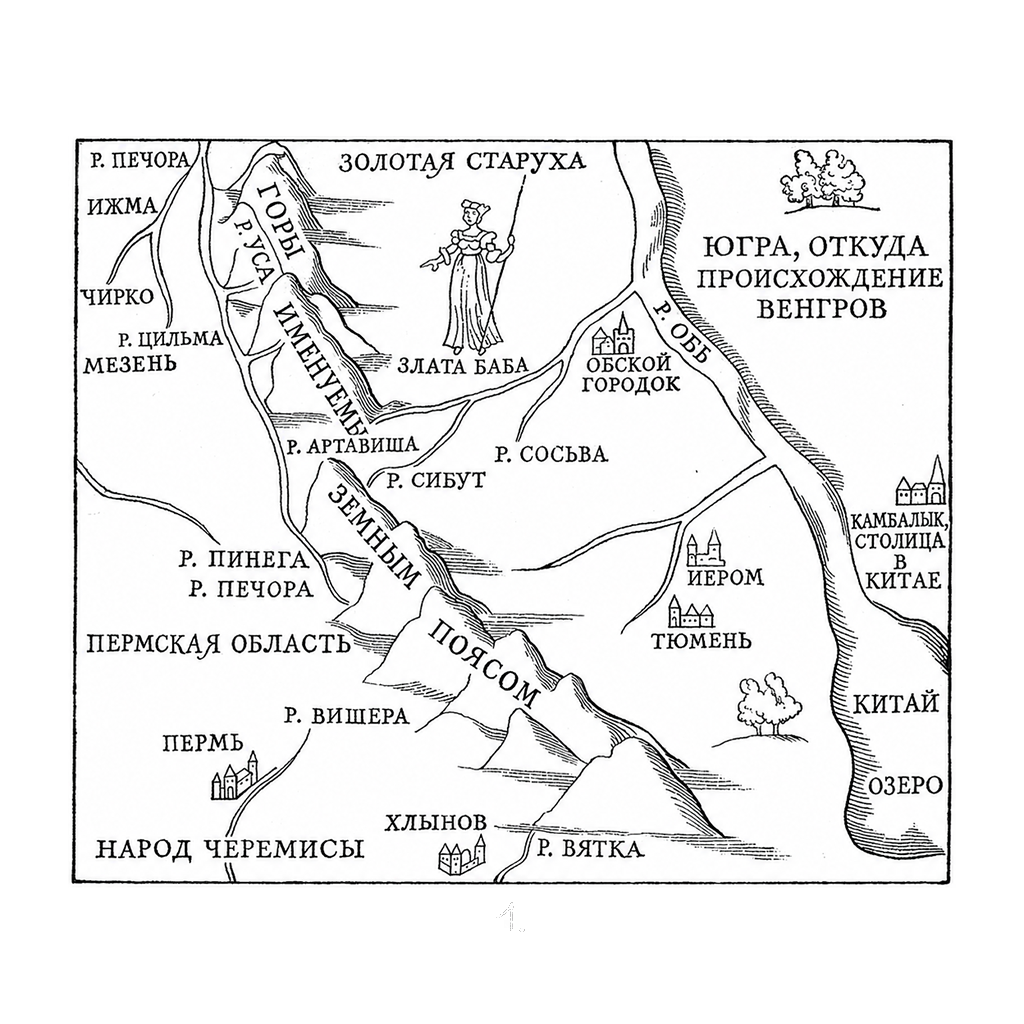 Р. ПЕЧОРА
ЗОЛОТАЯ СТАРУХА
ИЖМА
ГОРЫ
Р. УСА
ЮГРА, ОТКУДА
ПРОИСХОЖДЕНИЕ
ВЕНГРОВ
ЧИРКО
Р. ЦИЛЬМА
МЕЗЕНЬ
ИМЕНУЕМЫ
ЗЛАТА БАБА
Р. ОБЬ
ОБСКОЙ
ГОРОДОК
Р. АРТАВИША
Р. СИБУТ
Р. СОСЬВА
ЗЕМНЫМ
КАМБАЛЫК,
СТОЛИЦА
В
КИТАЕ
Р. ПИНЕГА
Р. ПЕЧОРА
ИЕРОМ
ТЮМЕНЬ
ПЕРМСКАЯ ОБЛАСТЬ
ПОЯСОМ
Р. ВИШЕРА
КИТАЙ
ПЕРМЬ
ОЗЕРО
ХЛЫНОВ
НАРОД ЧЕРЕМИСЫ
Р. ВЯТКА
1.